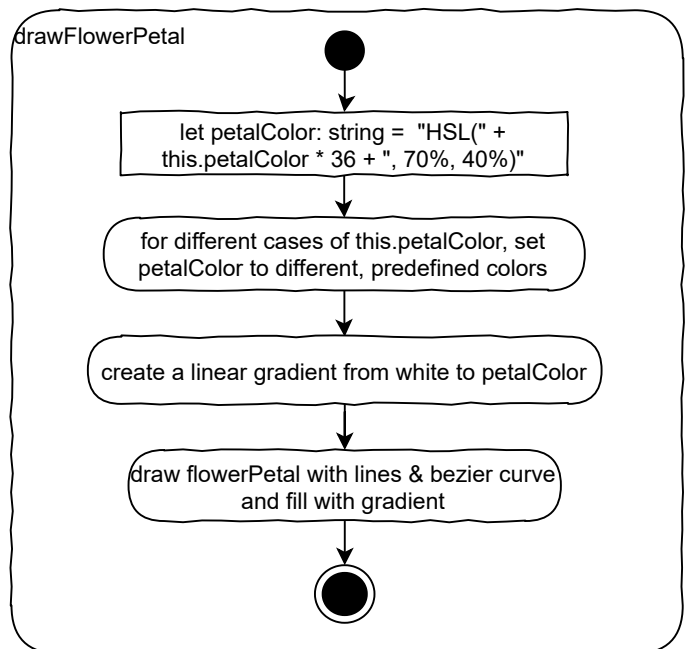 drawFlowerPetal
let petalColor: string =  "HSL(" +
this.petalColor * 36 + ", 70%, 40%)"
for different cases of this.petalColor, set
petalColor to different, predefined colors
create a linear gradient from white to petalColor
draw flowerPetal with lines & bezier curve
and fill with gradient